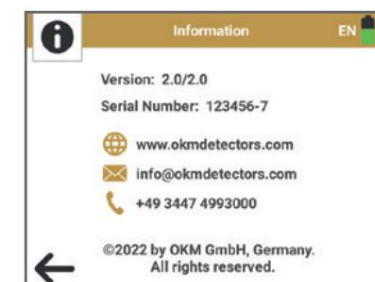 Information EN
Version: 2.0/2.0
Serial Number: 123456-7
www.okmdetectors.com
info@okmdetectors.com
+49 3447 4993000
©2022 by OKM GmbH, Germany.
All rights reserved.